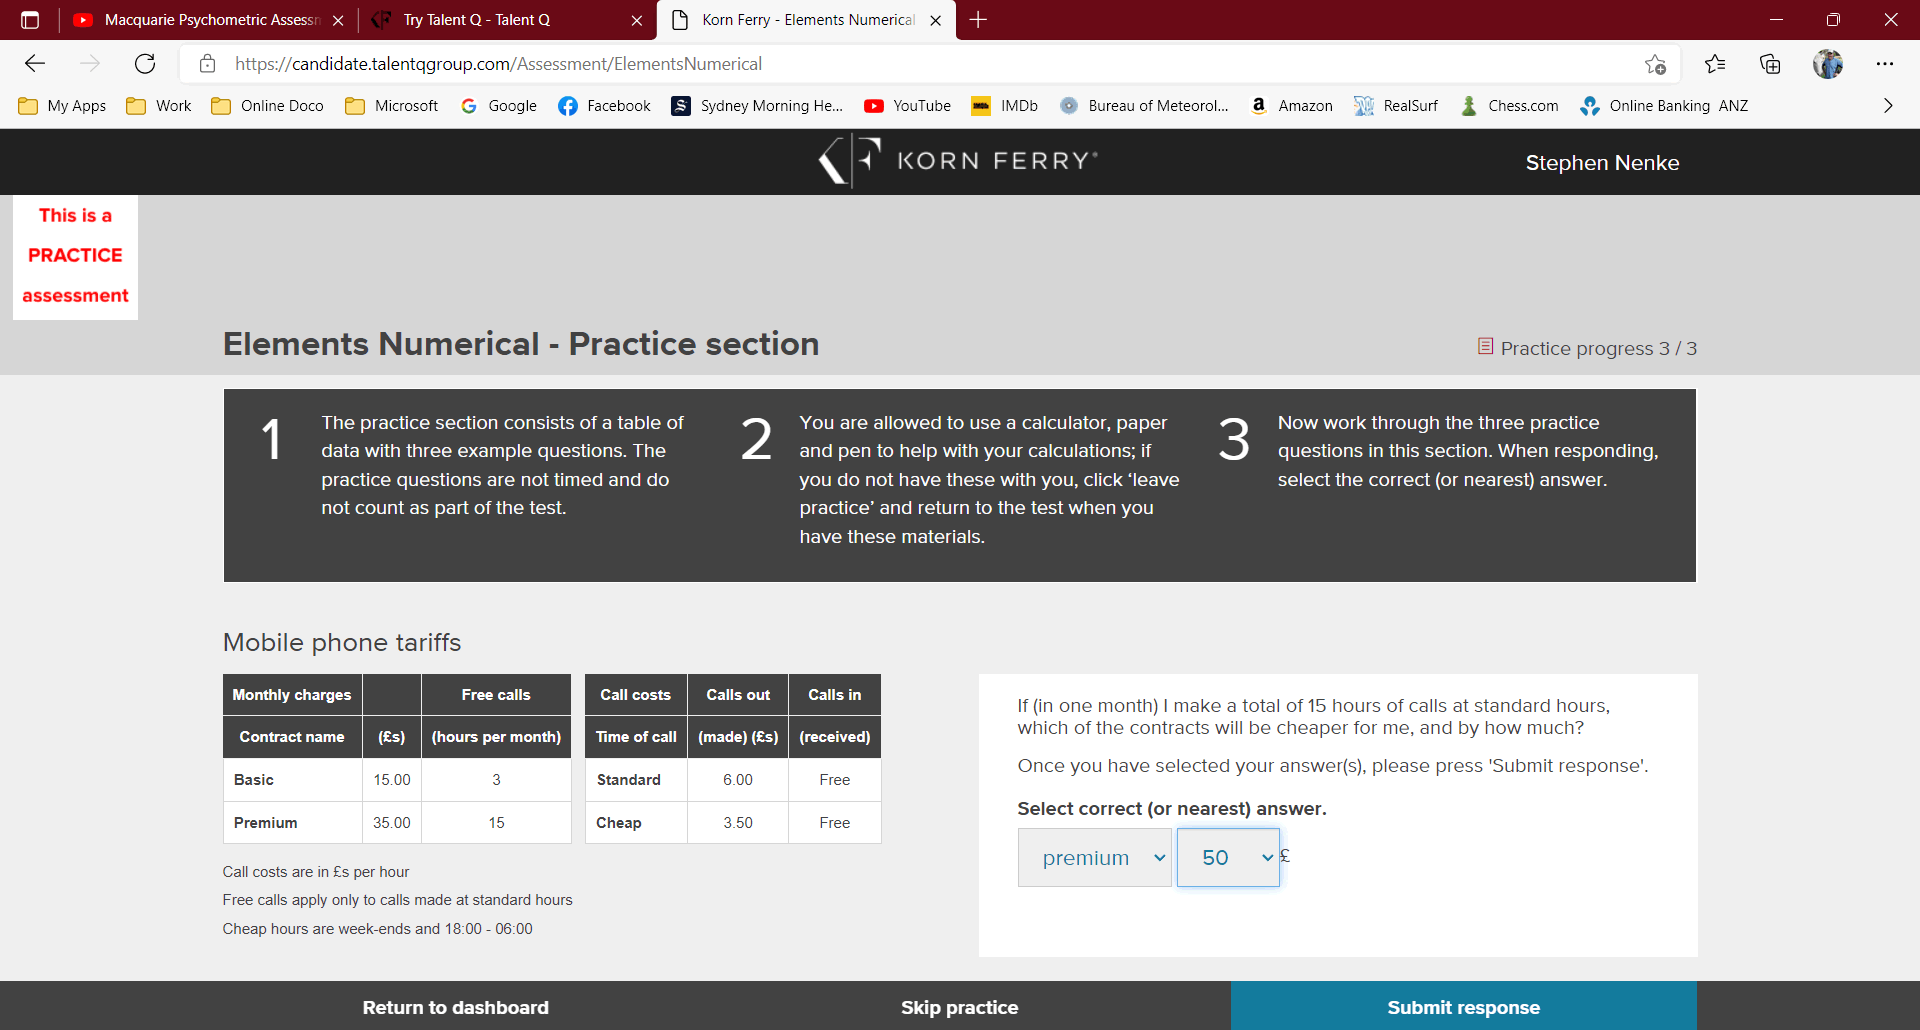 Macquarie Psychometric Assessm
Try Talent Q - Talent Q
Korn Ferry - Elements Numerical
https://candidate.talentqgroup.com/Assessment/ElementsNumerical
My Apps
Work
Online Doco
Microsoft
Google
Facebook
Sydney Morning He...
YouTube
IMDb
Bureau of Meteorol...
Amazon
RealSurf
Chess.com
Online Banking ANZ
KORN FERRY
Stephen Nenke
This is a
PRACTICE
assessment
Elements Numerical - Practice section
Practice progress 3 / 3
1
The practice section consists of a table of
data with three example questions. The
practice questions are not timed and do
not count as part of the test.
2
You are allowed to use a calculator, paper
and pen to help with your calculations; if
you do not have these with you, click ‘leave
practice’ and return to the test when you
have these materials.
3
Now work through the three practice
questions in this section. When responding,
select the correct (or nearest) answer.
Mobile phone tariffs
Monthly charges Free calls
Contract name (£s) (hours per month)
Basic 15.00 3
Premium 35.00 15
Call costs Calls out Calls in
Time of call (made) (£s) (received)
Standard 6.00 Free
Cheap 3.50 Free
Call costs are in £s per hour
Free calls apply only to calls made at standard hours
Cheap hours are week-ends and 18:00 - 06:00
If (in one month) I make a total of 15 hours of calls at standard hours,
which of the contracts will be cheaper for me, and by how much?
Once you have selected your answer(s), please press 'Submit response'.
Select correct (or nearest) answer.
premium 50 £
Return to dashboard
Skip practice
Submit response